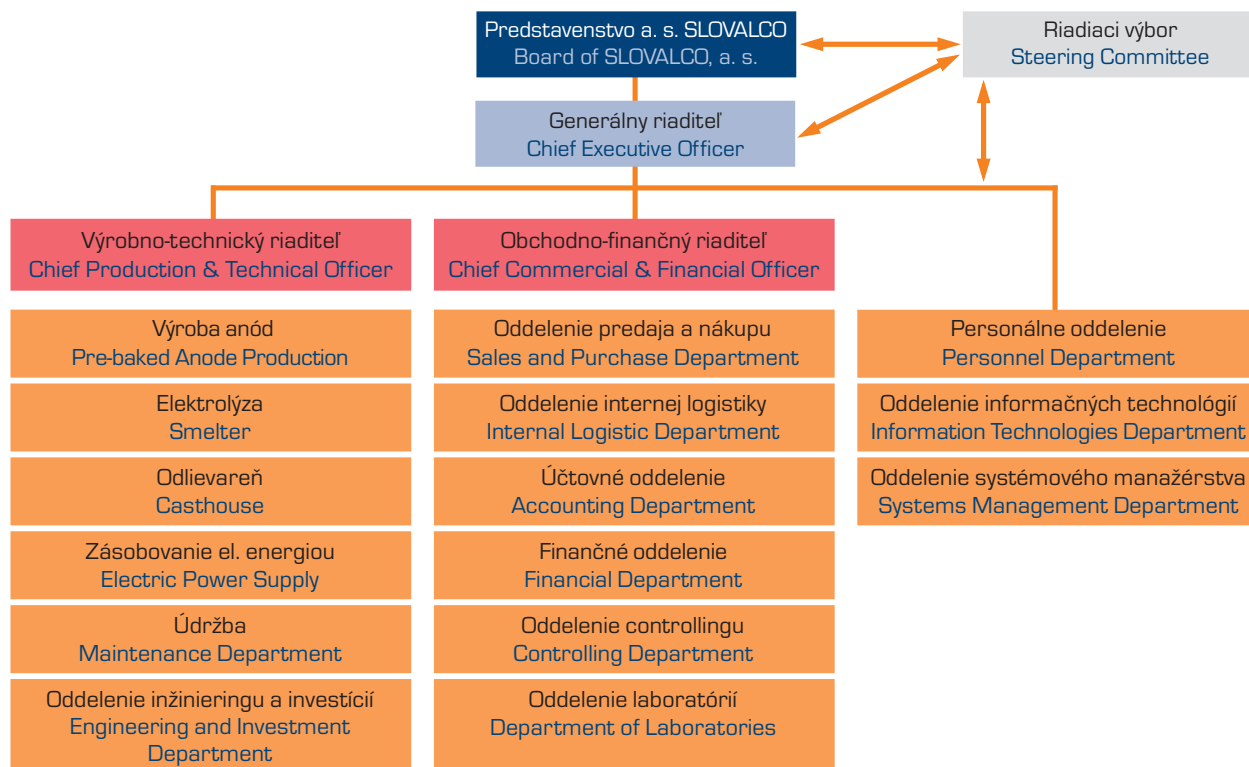 Predstavenstvo a. s. SLOVALCO
Board of SLOVALCO, a. s.
Riadiaci výbor
Steering Committee
Generálny riaditeľ
Chief Executive Officer
Výrobno-technický riaditeľ
Chief Production & Technical Officer
Obchodno-finančný riaditeľ
Chief Commercial & Financial Officer
Výroba anód
Pre-baked Anode Production
Elektrolýza
Smelter
Odlievareň
Casthouse
Zásobovanie el. energiou
Electric Power Supply
Údržba
Maintenance Department
Oddelenie inžinieringu a investícií
Engineering and Investment
Department
Oddelenie predaja a nákupu
Sales and Purchase Department
Oddelenie internej logistiky
Internal Logistic Department
Účtovné oddelenie
Accounting Department
Finančné oddelenie
Financial Department
Oddelenie controllingu
Controlling Department
Oddelenie laboratórií
Department of Laboratories
Personálne oddelenie
Personnel Department
Oddelenie informačných technológií
Information Technologies Department
Oddelenie systémového manažérstva
Systems Management Department